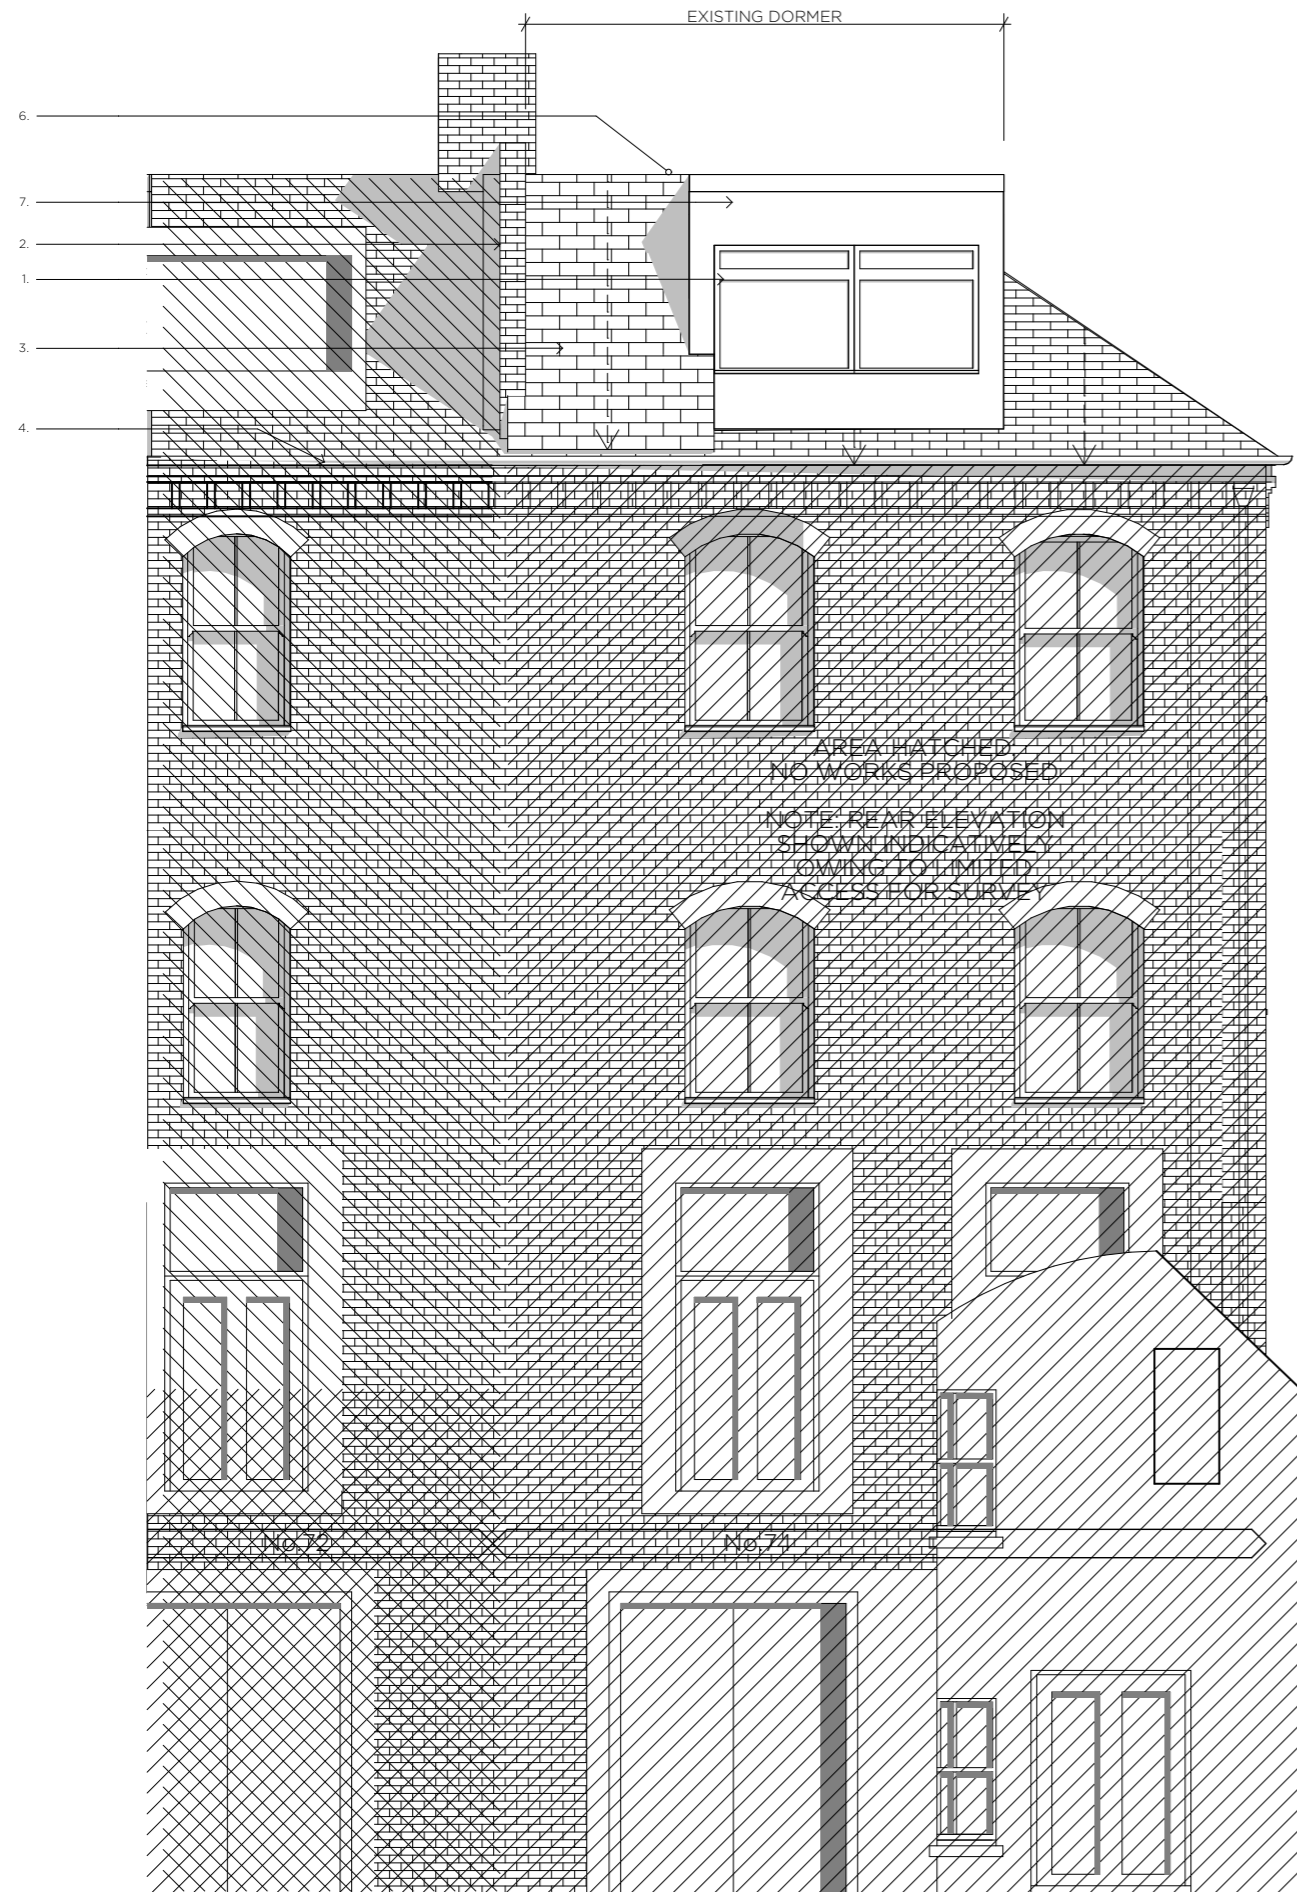 EXISTING DORMER
6.
7.
2.
1.
3.
4.
AREA HATCHED
NO WORKS PROPOSED
NOTE: REAR ELEVATION
SHOWN INDICATIVELY
OWING TO LIMITED
ACCESS FOR SURVEY
No.72
No.74